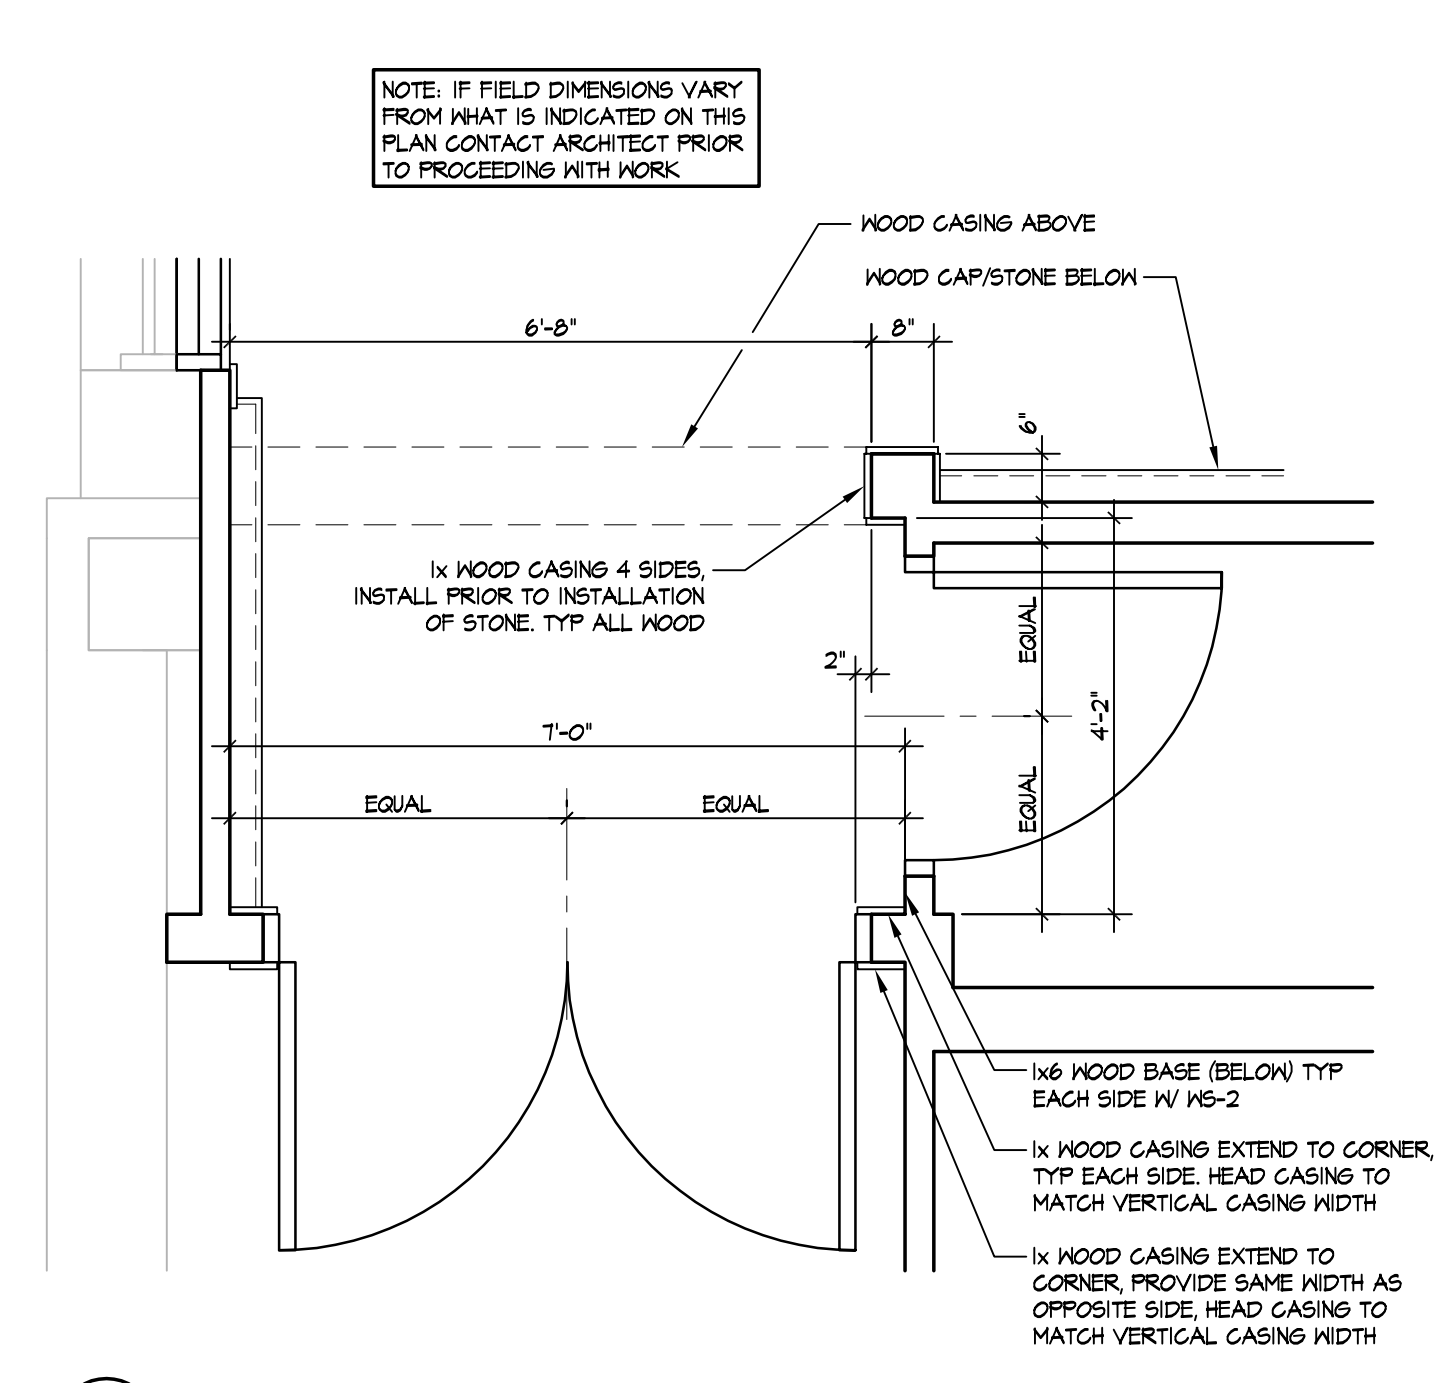 NOTE: IF FIELD DIMENSIONS VARY
FROM WHAT IS INDICATED ON THIS
PLAN CONTACT ARCHITECT PRIOR
TO PROCEEDING WITH WORK
WOOD CASING ABOVE
WOOD CAP/STONE BELOW
6'-8"
8"
6"
1x WOOD CASING 4 SIDES,
INSTALL PRIOR TO INSTALLATION
OF STONE. TYP ALL WOOD
EQUAL
2"
4'-2"
7'-0"
EQUAL
EQUAL
EQUAL
1x6 WOOD BASE (BELOW) TYP
EACH SIDE W/ WS-2
1x WOOD CASING EXTEND TO CORNER,
TYP EACH SIDE. HEAD CASING TO
MATCH VERTICAL CASING WIDTH
1x WOOD CASING EXTEND TO
CORNER, PROVIDE SAME WIDTH AS
OPPOSITE SIDE, HEAD CASING TO
MATCH VERTICAL CASING WIDTH